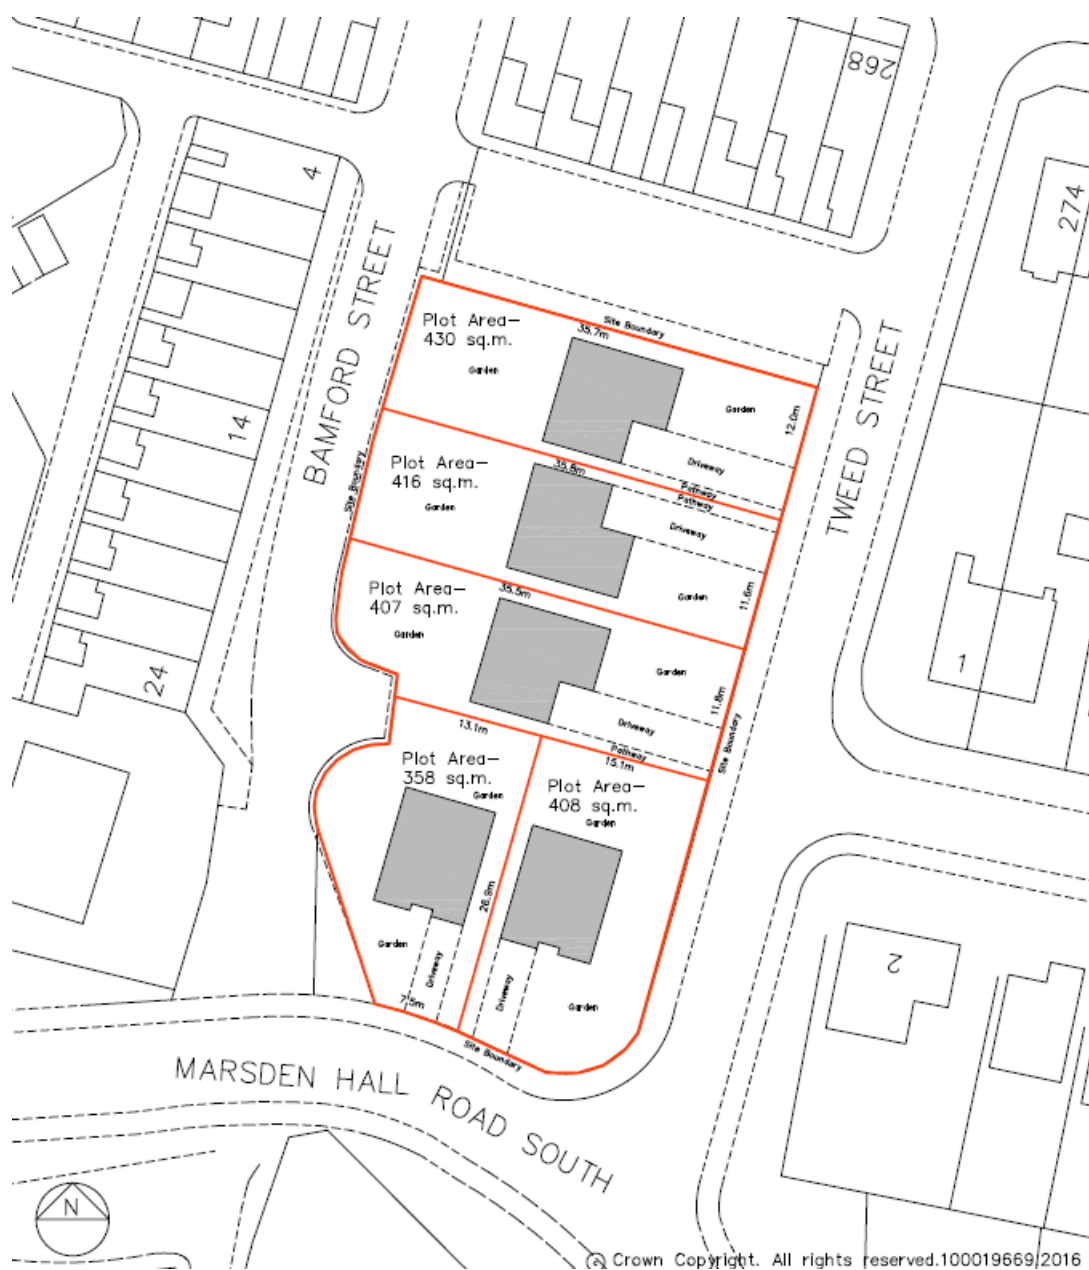 268
4
274
BAMFORD STREET
Plot Area-
430 sq.m.
Site Boundary
35.7m
Garden
Garden
12.0m
TWEED STREET
Driveway
Pathway
14
Plot Area-
416 sq.m.
35.6m
Pathway
Site Boundary
Garden
Driveway
Garden
11.6m
Plot Area-
407 sq.m.
35.5m
Garden
Garden
11.8m
1
24
Driveway
Site Boundary
13.1m
Pathway
15.1m
Plot Area-
358 sq.m.
Garden
Plot Area-
408 sq.m.
Garden
26.9m
Garden
Driveway
Driveway
7.5m
Garden
2
Site Boundary
MARSDEN HALL ROAD SOUTH
N
Crown Copyright. All rights reserved.100019669 2016